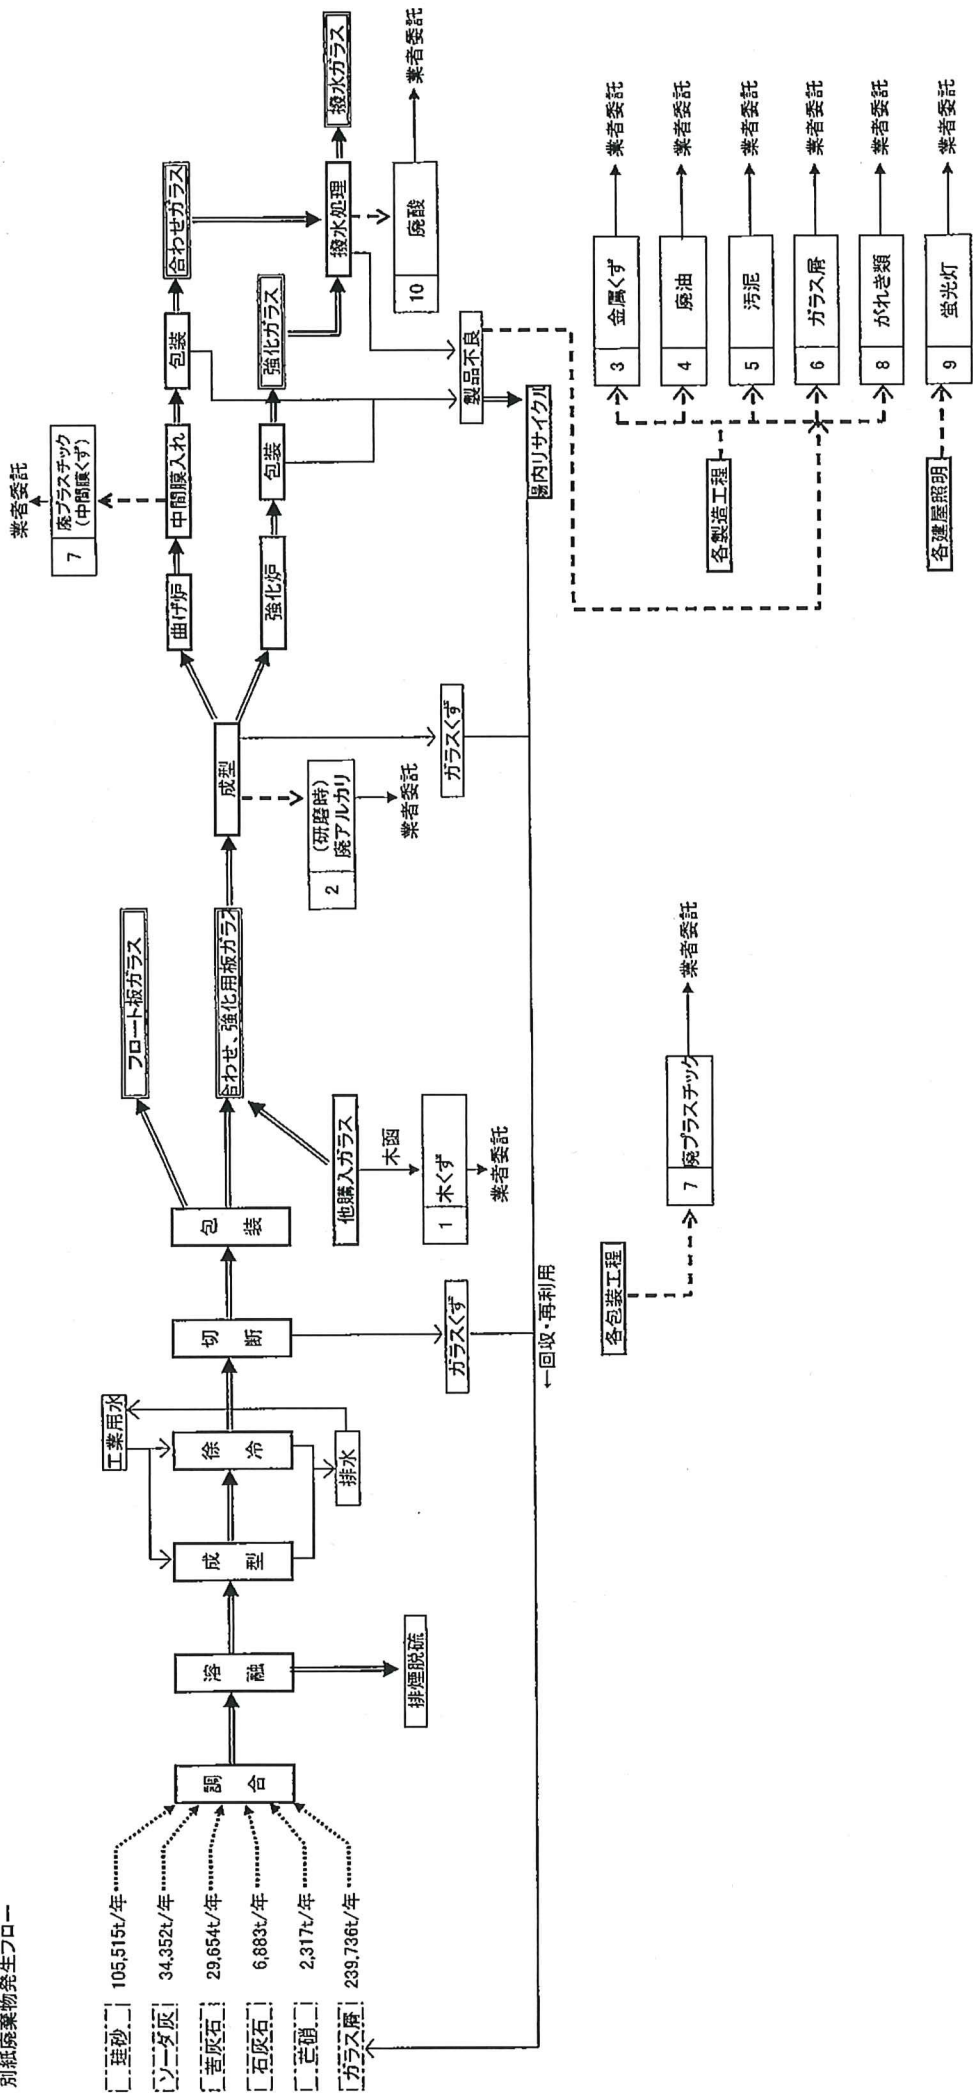 別紙廃棄物発生フロー
珪砂 105,515t/年
ソーダ灰 34,352t/年
苦灰石 29,654t/年
石灰石 6,883t/年
芒硝 2,317t/年
ガラス屑 239,736t/年
調合
溶融
排煙脱硫
成型
徐冷
工業用水
排水
切断
ガラスくず
←回収・再利用
包装
フロート板ガラス
合わせ、強化用板ガラス
他購入ガラス
木函
1 木くず
業者委託
成型
2 (研磨時)
廃アルカリ
業者委託
ガラスくず
曲げ炉
中間膜入れ
7 廃プラスチック
(中間膜くず)
業者委託
包装
合わせガラス
強化炉
包装
強化ガラス
撥水処理
撥水ガラス
10 廃酸
業者委託
製品不良
場内リサイクル
各包装工程
7 廃プラスチック
業者委託
各製造工程
3 金属くず
業者委託
4 廃油
業者委託
5 汚泥
業者委託
6 ガラス屑
業者委託
8 がれき類
業者委託
各建屋照明
9 蛍光灯
業者委託